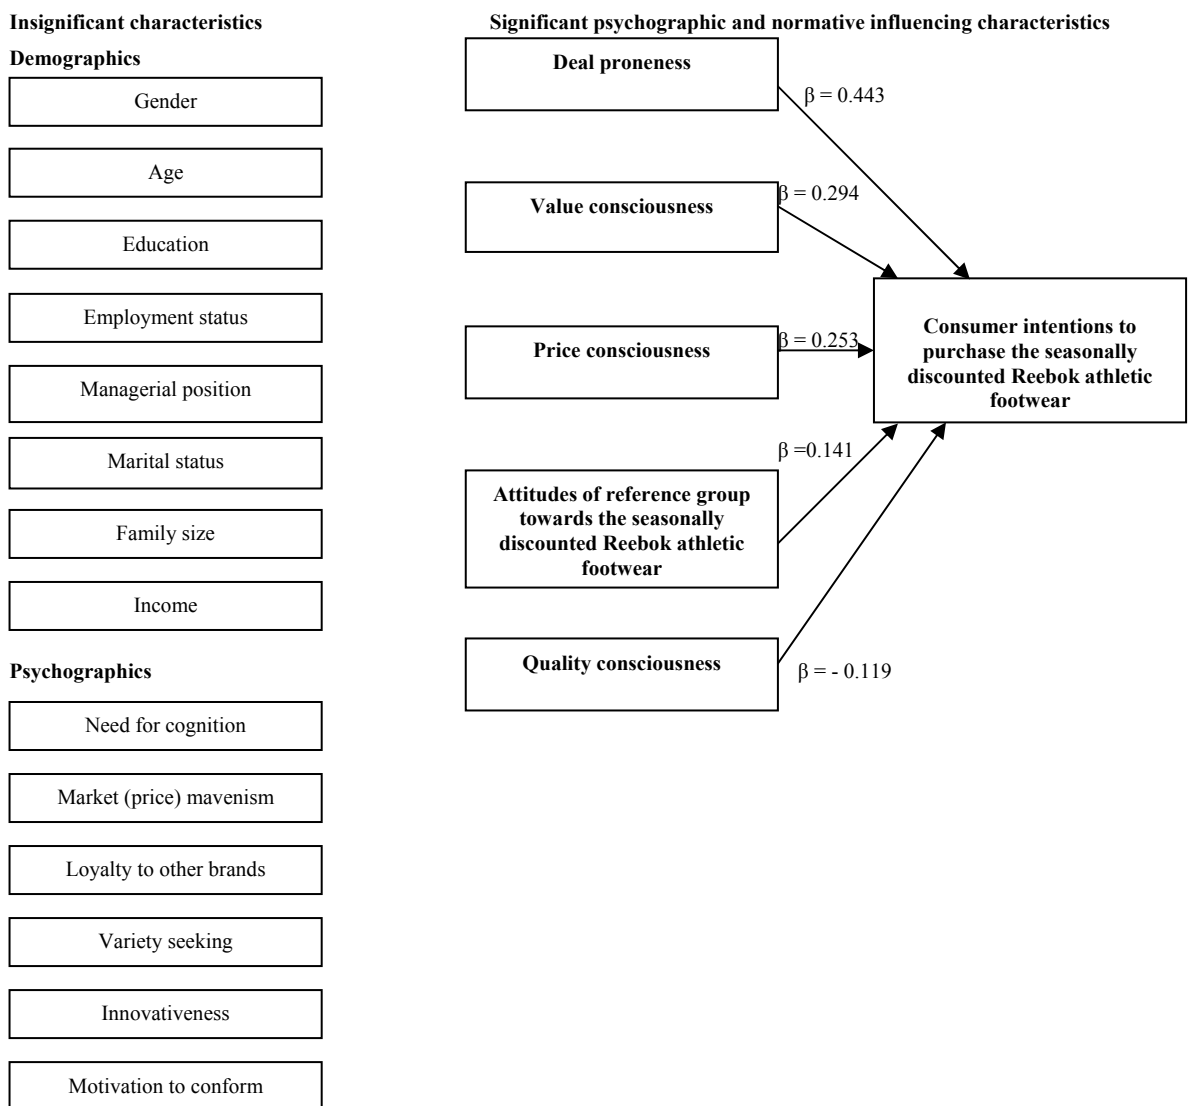 Insignificant characteristics
Demographics
Gender
Age
Education
Employment status
Managerial position
Marital status
Family size
Income
Psychographics
Need for cognition
Market (price) mavenism
Loyalty to other brands
Variety seeking
Innovativeness
Motivation to conform
Significant psychographic and normative influencing characteristics
Deal proneness
β = 0.443
Value consciousness
β = 0.294
Price consciousness
β = 0.253
Attitudes of reference group
towards the seasonally
discounted Reebok athletic
footwear
β =0.141
Quality consciousness
β = - 0.119
Consumer intentions to
purchase the seasonally
discounted Reebok athletic
footwear